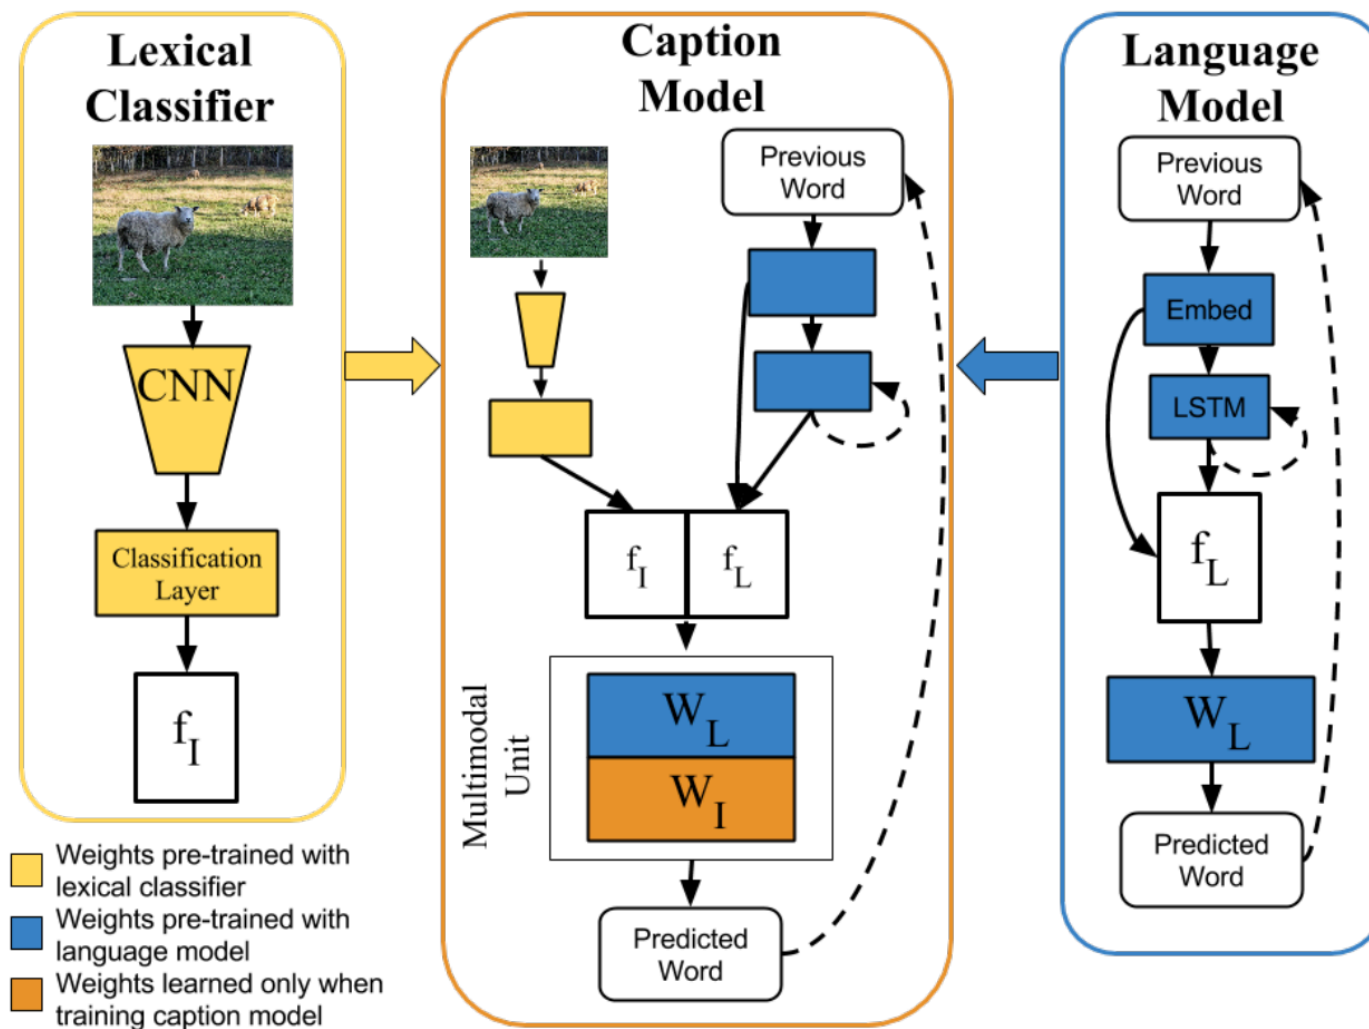 Lexical
Classifier
CNN
Classification
Layer
f_I
Weights pre-trained with
lexical classifier
Weights pre-trained with
language model
Weights learned only when
training caption model
Caption
Model
Previous
Word
f_I
f_L
Multimodal
Unit
W_L
W_I
Predicted
Word
Language
Model
Previous
Word
Embed
LSTM
f_L
W_L
Predicted
Word